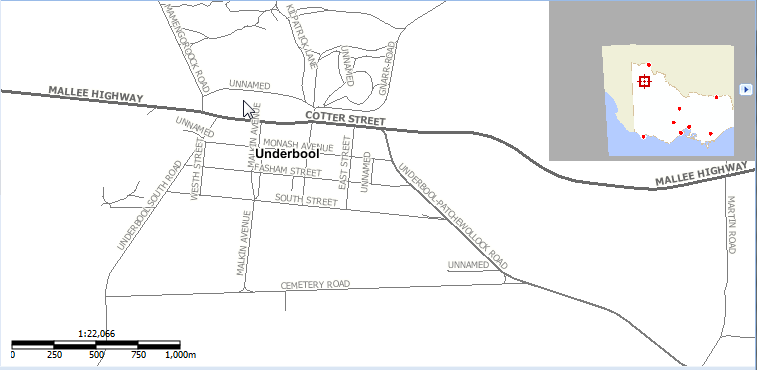 MAMENGOROOCK ROAD
KILPATRICK LANE
UNNAMED
GNARR-ROAD
UNNAMED
MALLEE HIGHWAY
COTTER STREET
UNNAMED
MALKIN AVENUE
MONASH AVENUE
Underbool
FASHAM STREET
EAST STREET
UNNAMED
WESTH STREET
SOUTH STREET
UNDERBOOL SOUTH ROAD
UNDERBOOL-PATCHEWOLLOCK ROAD
MALLEE HIGHWAY
MARTIN ROAD
MALKIN AVENUE
UNNAMED
CEMETERY ROAD
1:22,066
0 250 500 750 1,000m